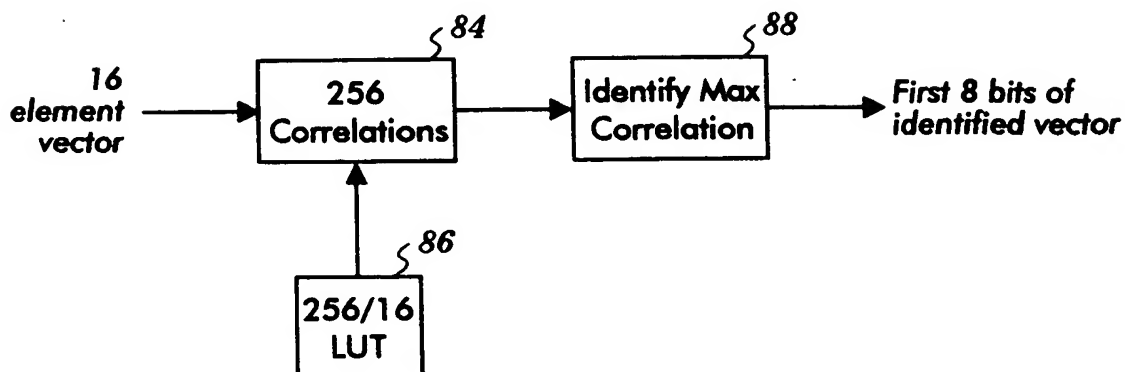 84
88
16
element
vector
256
Correlations
Identify Max
Correlation
First 8 bits of
identified vector
86
256/16
LUT